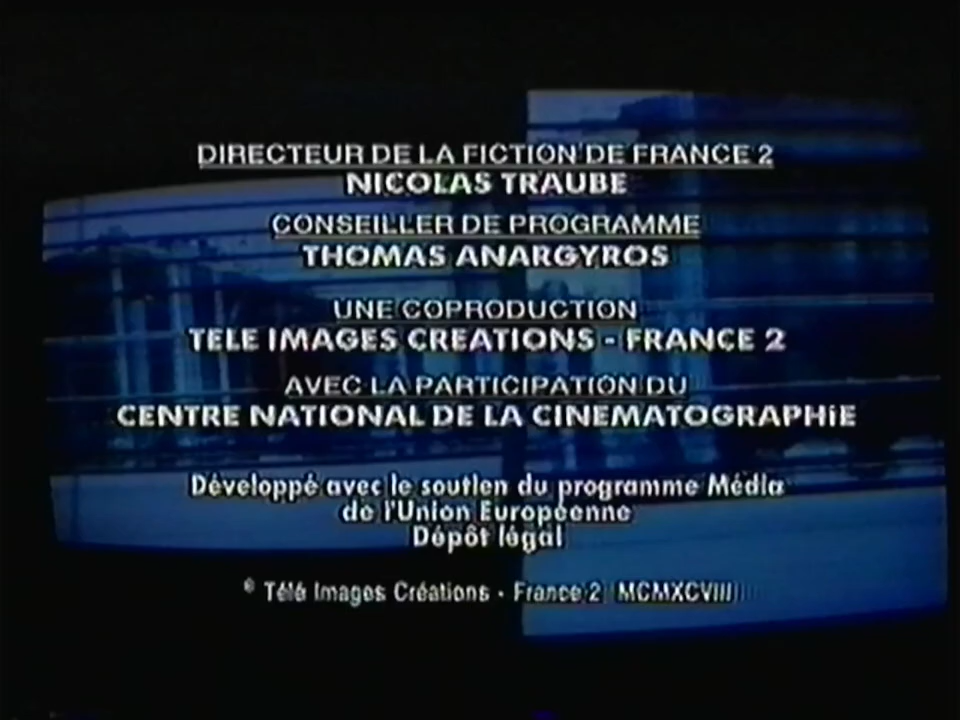 DIRECTEUR DE LA FICTION DE FRANCE 2
NICOLAS TRAUBE
CONSEILLER DE PROGRAMME
THOMAS ANARGYROS
UNE COPRODUCTION
TELE IMAGES CREATIONS - FRANCE 2
AVEC LA PARTICIPATION DU
CENTRE NATIONAL DE LA CINEMATOGRAPHiE
Développé avec le soutien du programme Média
de l'Union Européenne
Dépôt légal
© Télé Images Créations - France 2 MCMXCVIII